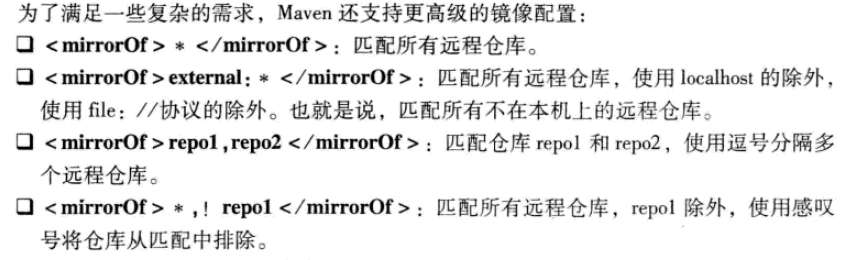 为了满足一些复杂的需求，Maven 还支持更高级的镜像配置：
❑ <mirrorOf> * </mirrorOf>：匹配所有远程仓库。
❑ <mirrorOf>external：* </mirrorOf>：匹配所有远程仓库，使用 localhost 的除外，
使用 file：//协议的除外。也就是说，匹配所有不在本机上的远程仓库。
❑ <mirrorOf>repo1,repo2</mirrorOf>：匹配仓库 repo1 和 repo2，使用逗号分隔多
个远程仓库。
❑ <mirrorOf> * ,！repo1</mirrorOf>：匹配所有远程仓库，repo1 除外，使用感叹
号将仓库从匹配中排除。